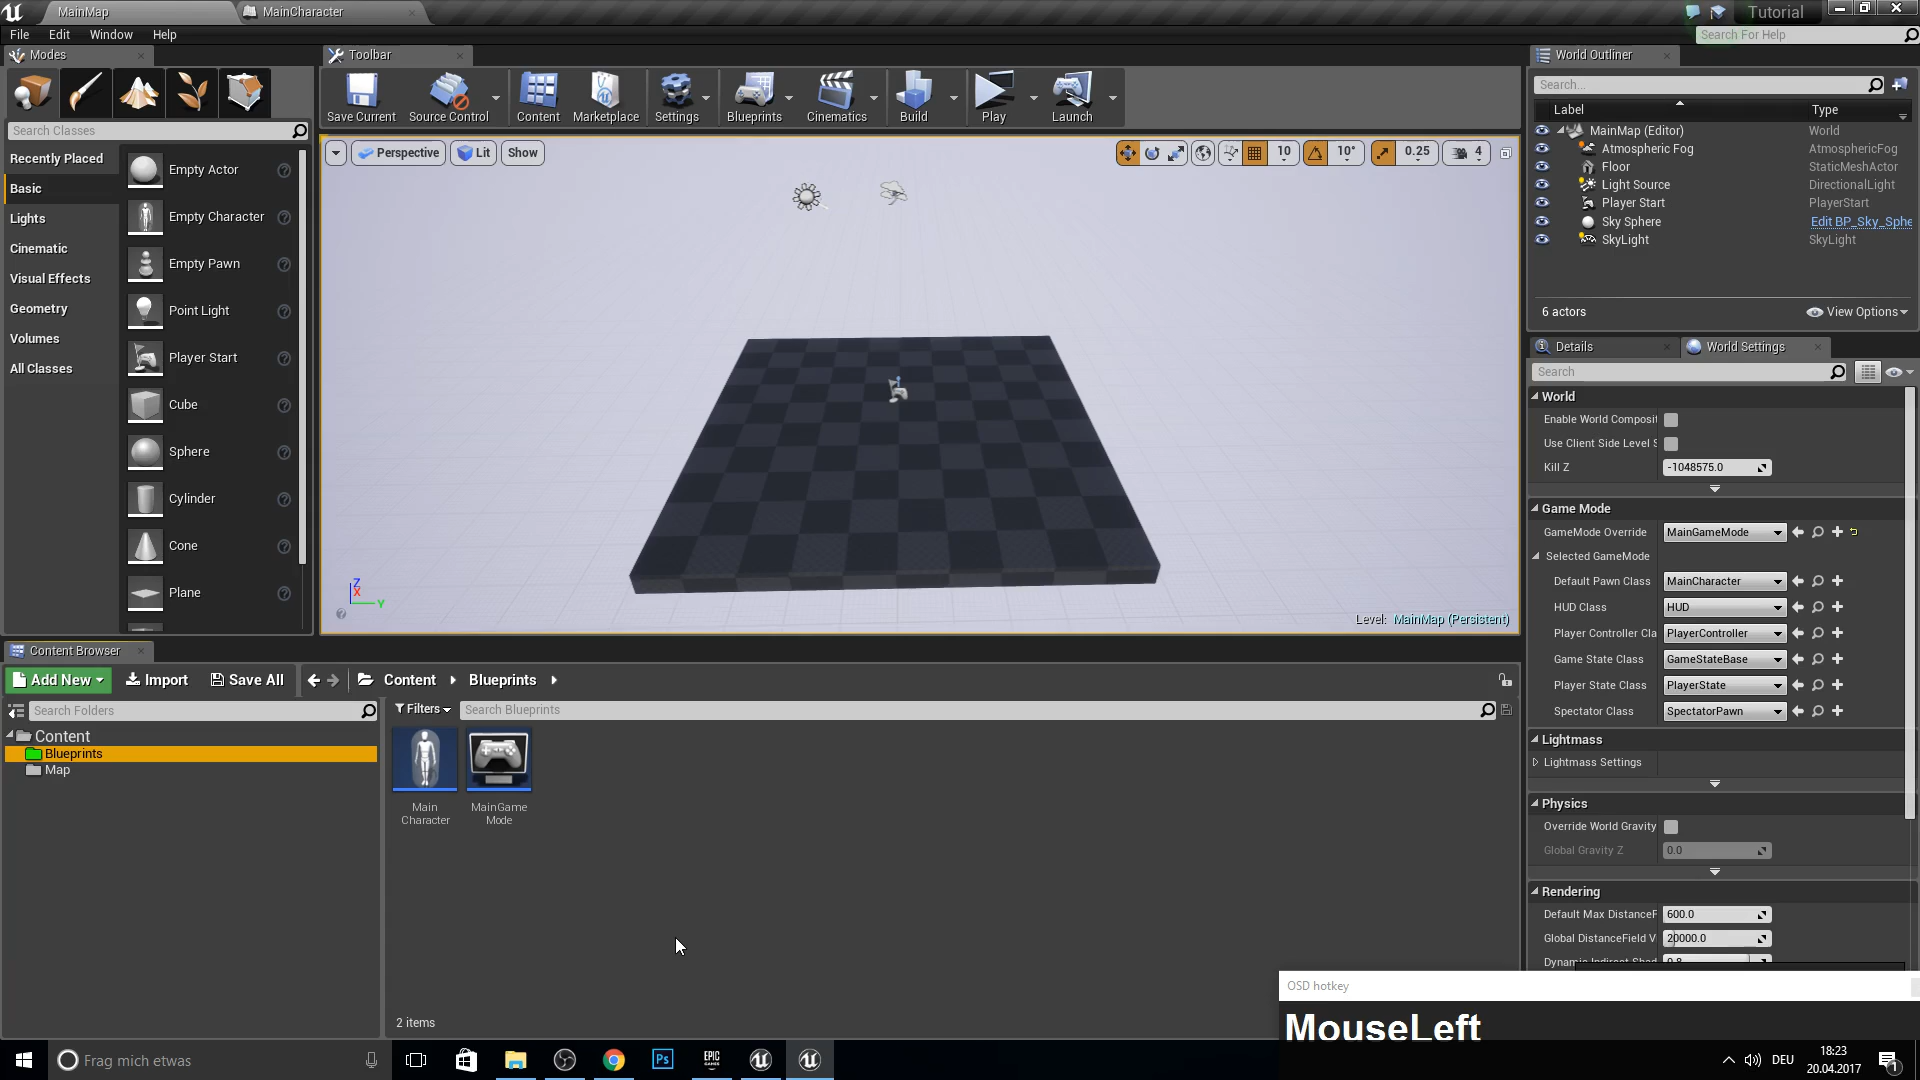 MainMap
MainCharacter
Tutorial
File
Edit
Window
Help
Search For Help
Modes
Toolbar
World Outliner
Save Current
Source Control
Content
Marketplace
Settings
Blueprints
Cinematics
Build
Play
Launch
Search...
Label
Type
Search Classes
Recently Placed
Basic
Lights
Cinematic
Visual Effects
Geometry
Volumes
All Classes
Empty Actor
Empty Character
Empty Pawn
Point Light
Player Start
Cube
Sphere
Cylinder
Cone
Plane
Perspective
Lit
Show
10
10°
0.25
4
Z
X
Y
Level: MainMap (Persistent)
MainMap (Editor) World
Atmospheric Fog AtmosphericFog
Floor StaticMeshActor
Light Source DirectionalLight
Player Start PlayerStart
Sky Sphere Edit BP_Sky_Sphe
SkyLight SkyLight
6 actors
View Options
Details
World Settings
Search
World
Enable World Composit
Use Client Side Level S
Kill Z -1048575.0
Game Mode
GameMode Override MainGameMode
Selected GameMode
Default Pawn Class MainCharacter
HUD Class HUD
Player Controller Cla PlayerController
Game State Class GameStateBase
Player State Class PlayerState
Spectator Class SpectatorPawn
Lightmass
Lightmass Settings
Physics
Override World Gravity
Global Gravity Z 0.0
Rendering
Default Max DistanceF 600.0
Global DistanceField V 20000.0
Dynamic Indirect Shad 0.8
Content Browser
Add New
Import
Save All
Content
Blueprints
Search Folders
Filters
Search Blueprints
Content
Blueprints
Map
Main
Character
MainGame
Mode
2 items
OSD hotkey
MouseLeft
Frag mich etwas
Ps
EPIC
GAMES
DEU
18:23
20.04.2017
1